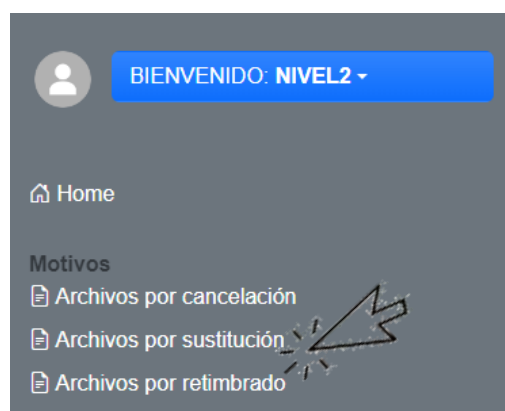 BIENVENIDO: NIVEL2
Home
Motivos
Archivos por cancelación
Archivos por sustitución
Archivos por retimbrado